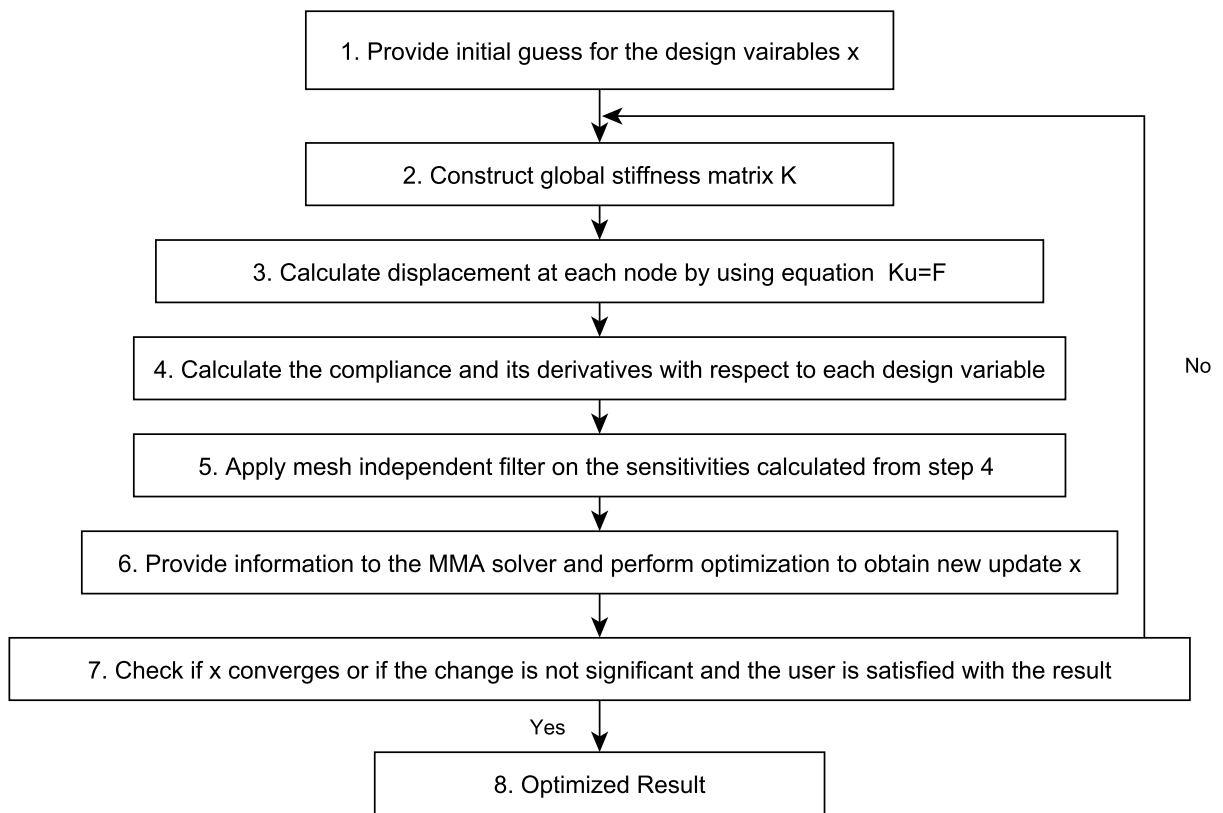 1. Provide initial guess for the design vairables x
2. Construct global stiffness matrix K
3. Calculate displacement at each node by using equation  Ku=F
4. Calculate the compliance and its derivatives with respect to each design variable
No
5. Apply mesh independent filter on the sensitivities calculated from step 4
6. Provide information to the MMA solver and perform optimization to obtain new update x
7. Check if x converges or if the change is not significant and the user is satisfied with the result
Yes
8. Optimized Result